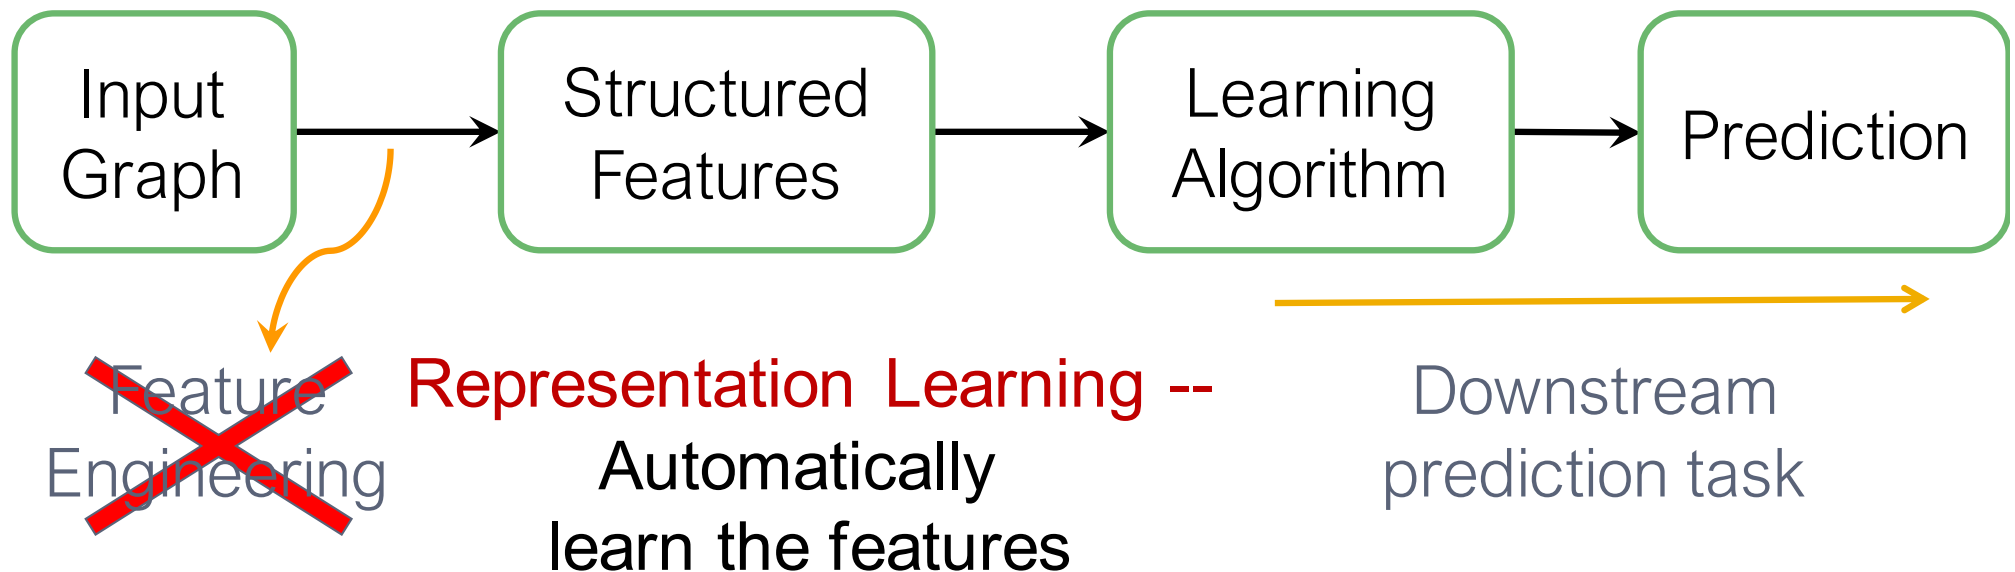 Input
Graph
Structured
Features
Learning
Algorithm
Prediction
Feature
Engineering
Representation Learning --
Automatically
learn the features
Downstream
prediction task